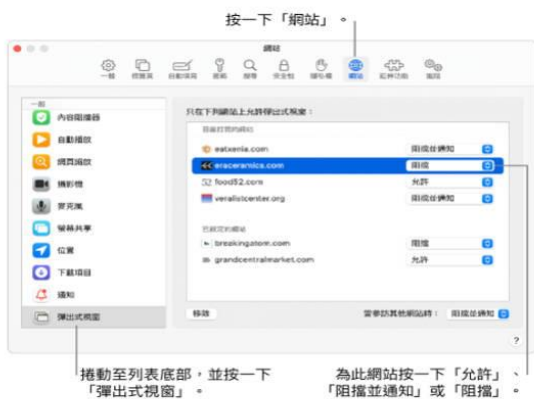 按一下「網站」。
網站
一般
標籤頁
自動填寫
密碼
搜尋
安全性
隱私權
網站
延伸功能
進階
一般
內容阻擋器
自動播放
網頁縮放
攝影機
麥克風
螢幕共享
位置
下載項目
通知
彈出式視窗
只在下列網站上允許彈出式視窗：
目前打開的網站
eatxenia.com 阻擋並通知
eraceramics.com 阻擋
food52.com 允許
veralistcenter.org 阻擋並通知
已設定的網站
breakingatom.com 阻擋
grandcentralmarket.com 允許
移除 當參訪其他網站時： 阻擋並通知
?
捲動至列表底部，並按一下
「彈出式視窗」。
為此網站按一下「允許」、
「阻擋並通知」或「阻擋」。